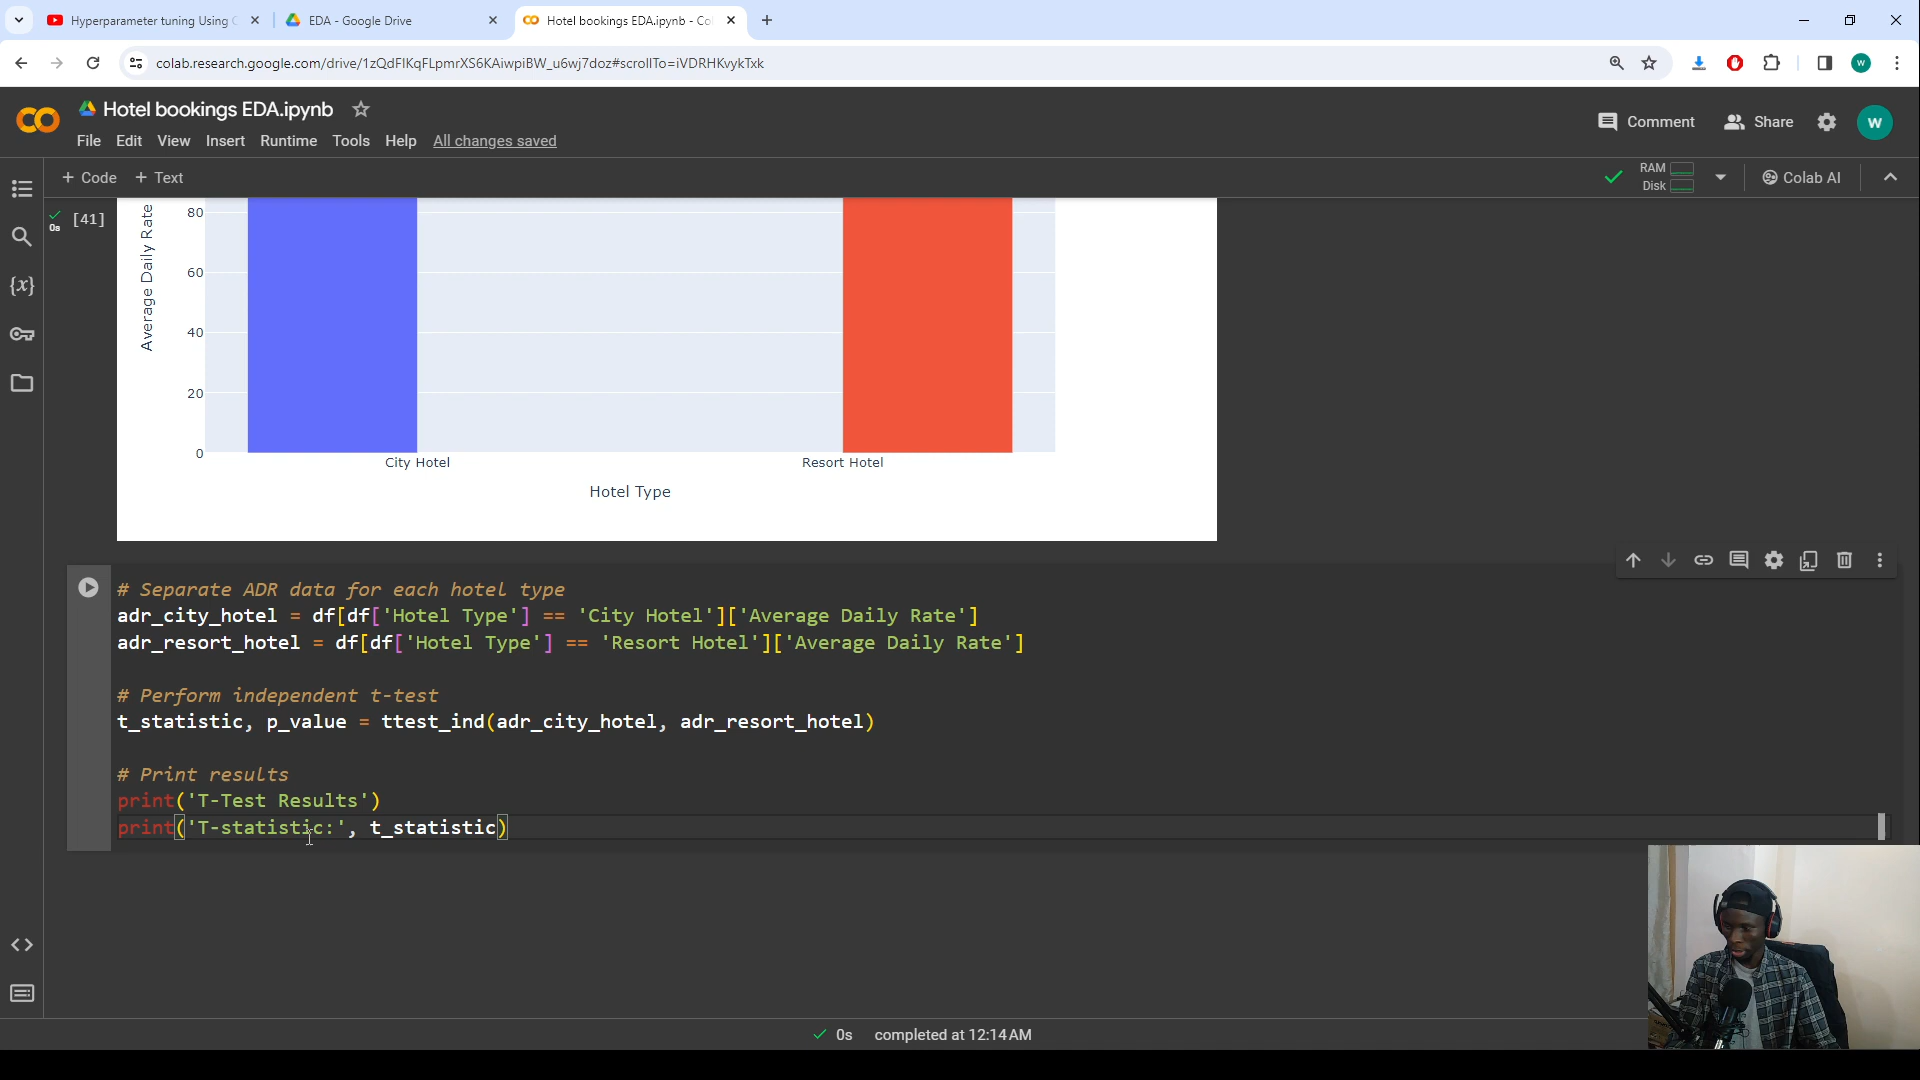 Hyperparameter tuning Using
EDA - Google Drive
Hotel bookings EDA.ipynb - Co
colab.research.google.com/drive/1zQdFIKqFLpmrXS6KAiwpiBW_u6wj7doz#scrollTo=iVDRHKvykTxk
W
CO
Hotel bookings EDA.ipynb
Comment
Share
W
File Edit View Insert Runtime Tools Help All changes saved
+ Code + Text
RAM
Disk
Colab AI
0s
[41]
Average Daily Rate
80
60
40
20
0
City Hotel
Resort Hotel
Hotel Type
{x}
# Separate ADR data for each hotel type
adr_city_hotel = df[df['Hotel Type'] == 'City Hotel']['Average Daily Rate']
adr_resort_hotel = df[df['Hotel Type'] == 'Resort Hotel']['Average Daily Rate']
# Perform independent t-test
t_statistic, p_value = ttest_ind(adr_city_hotel, adr_resort_hotel)
# Print results
print('T-Test Results')
print('T-statistic:', t_statistic)
0s completed at 12:14 AM